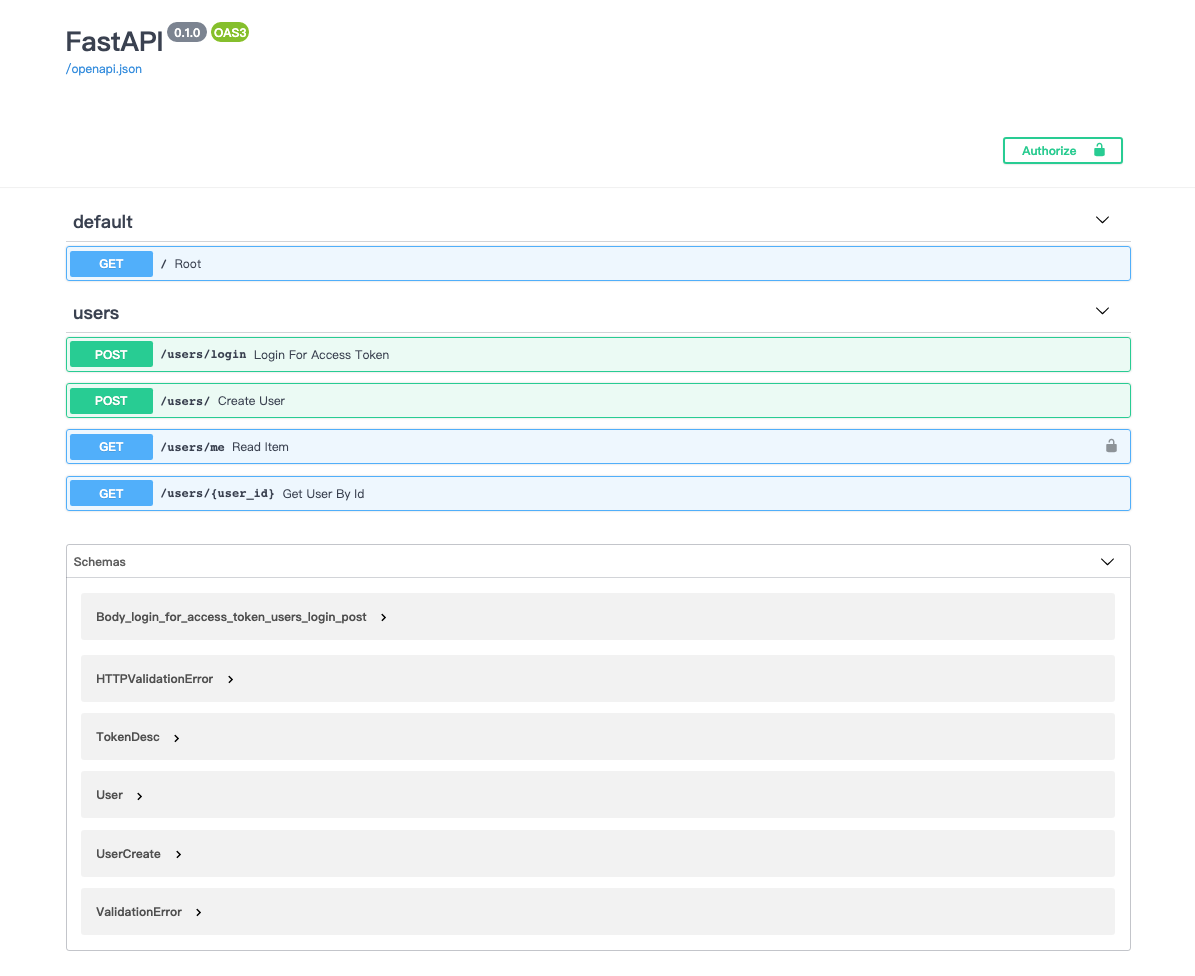 FastAPI 0.1.0 OAS3
/openapi.json
Authorize
default
GET / Root
users
POST /users/login Login For Access Token
POST /users/ Create User
GET /users/me Read Item
GET /users/{user_id} Get User By Id
Schemas
Body_login_for_access_token_users_login_post
HTTPValidationError
TokenDesc
User
UserCreate
ValidationError